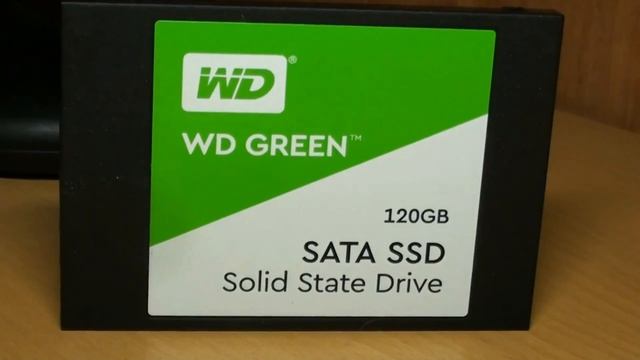 WD®
WD GREEN™
120GB
SATA SSD
Solid State Drive